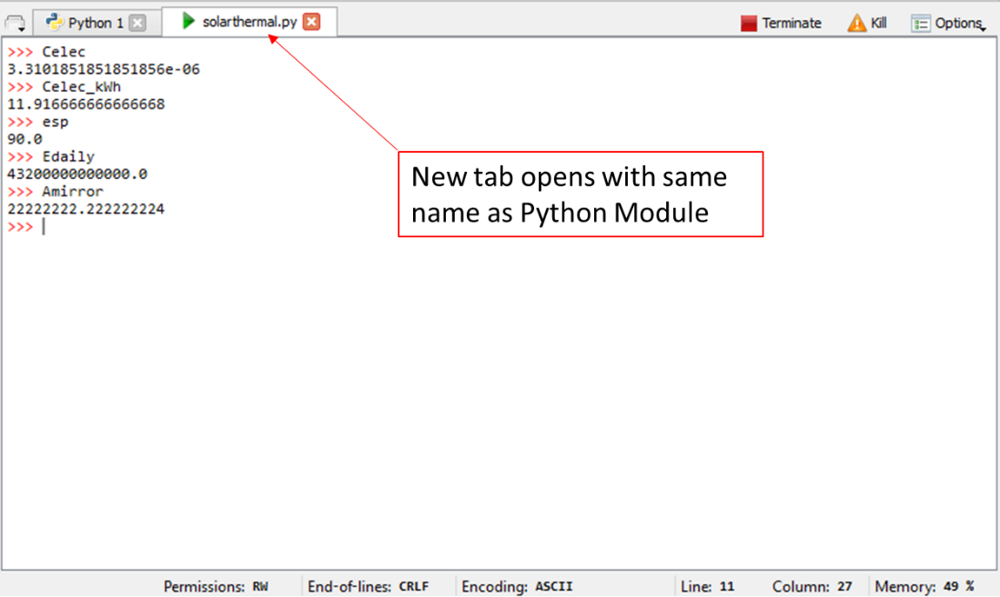 Python 1 solarthermal.py Terminate Kill Options
>>> Celec
3.3101851851851856e-06
>>> Celec_kWh
11.916666666666668
>>> esp
90.0
>>> Edaily
43200000000000.0
>>> Amirror
22222222.222222224
>>>
New tab opens with same
name as Python Module
Permissions: RW End-of-lines: CRLF Encoding: ASCII Line: 11 Column: 27 Memory: 49 %